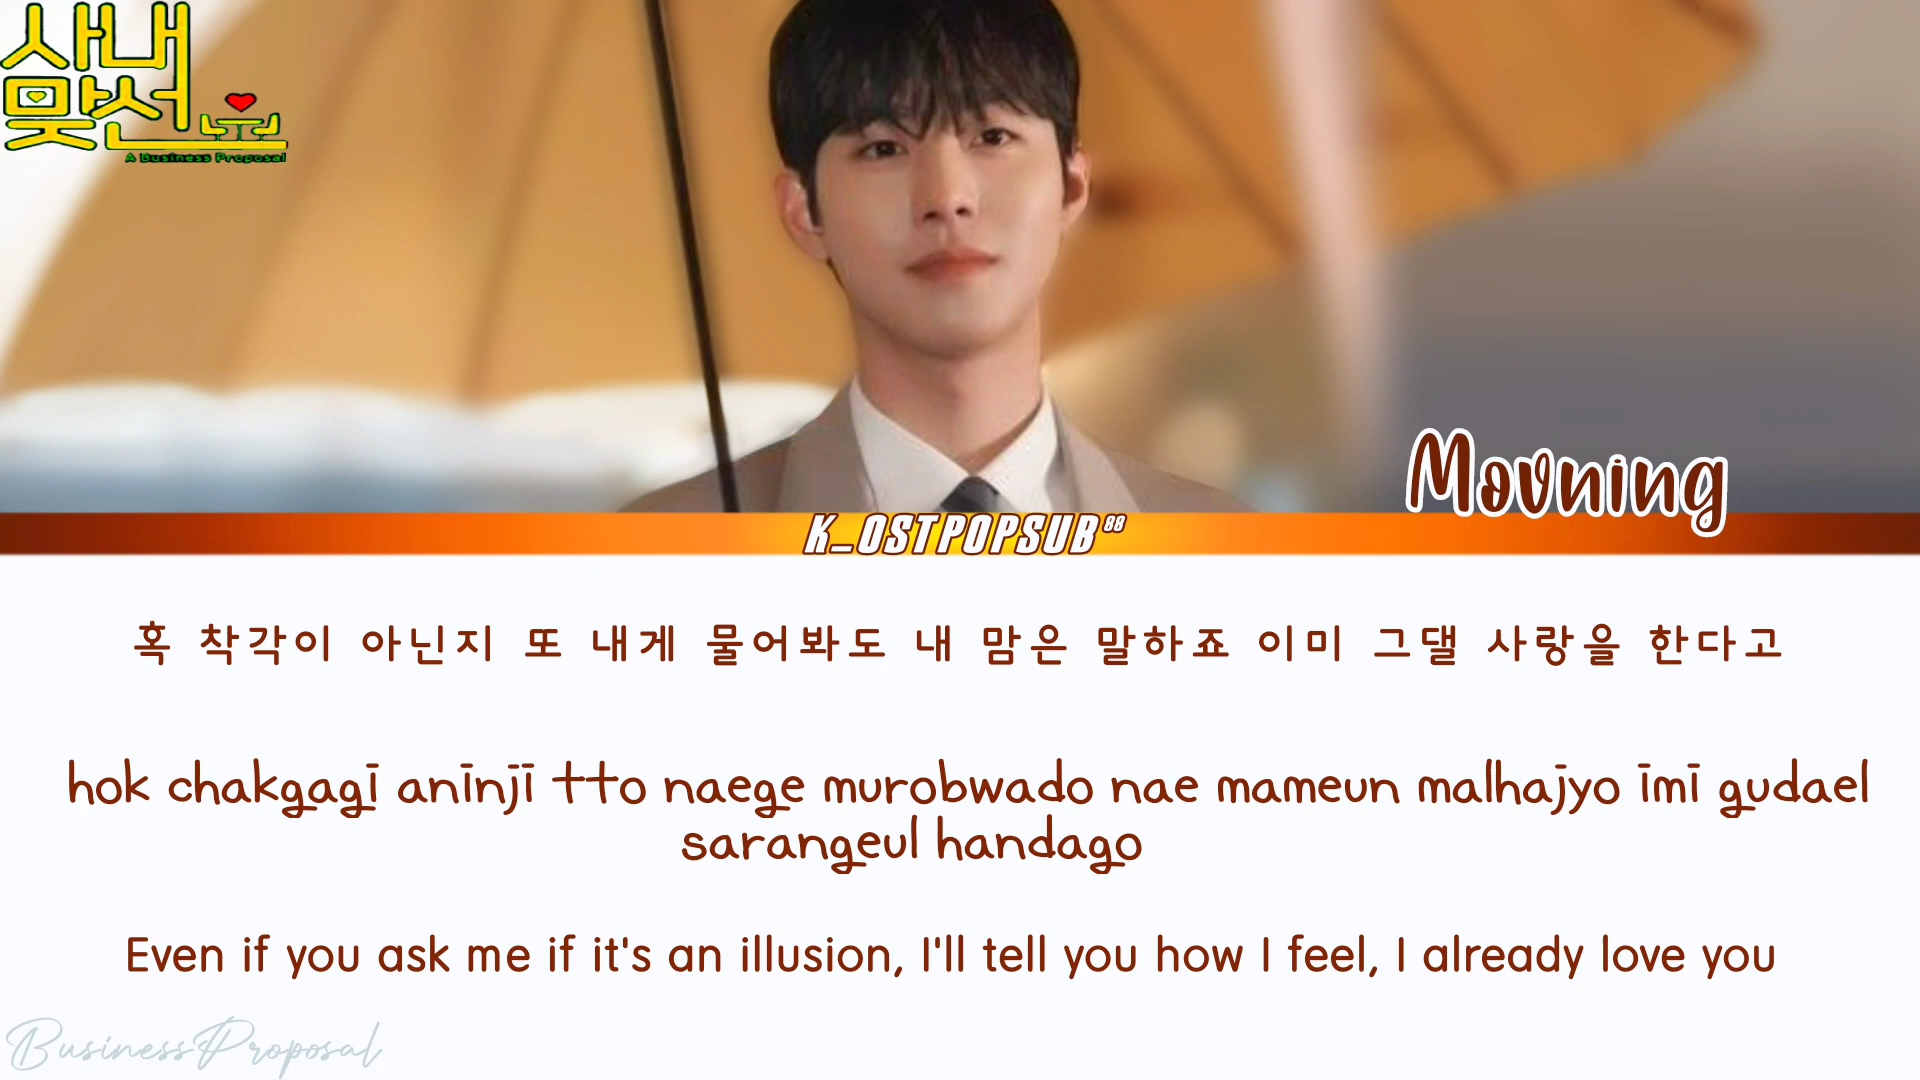 사내
맞선
A Business Proposal
Movning
K_OSTPOPSUB88
혹 착각이 아닌지 또 내게 물어봐도 내 맘은 말하죠 이미 그댈 사랑을 한다고
hok chakgagī anīnjī tto naege murobwado nae mameun malhajyo īmī gudael
sarangeul handago
Even if you ask me if it's an illusion, I'll tell you how I feel, I already love you
Business Proposal